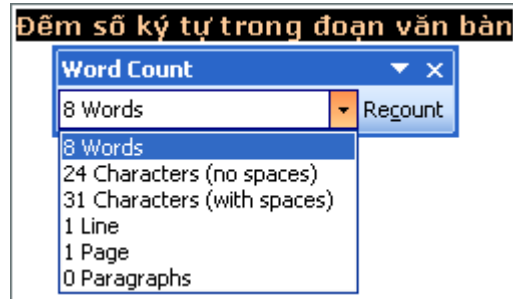 Đếm số ký tự trong đoạn văn bản
Word Count
8 Words Recount
8 Words
24 Characters (no spaces)
31 Characters (with spaces)
1 Line
1 Page
0 Paragraphs